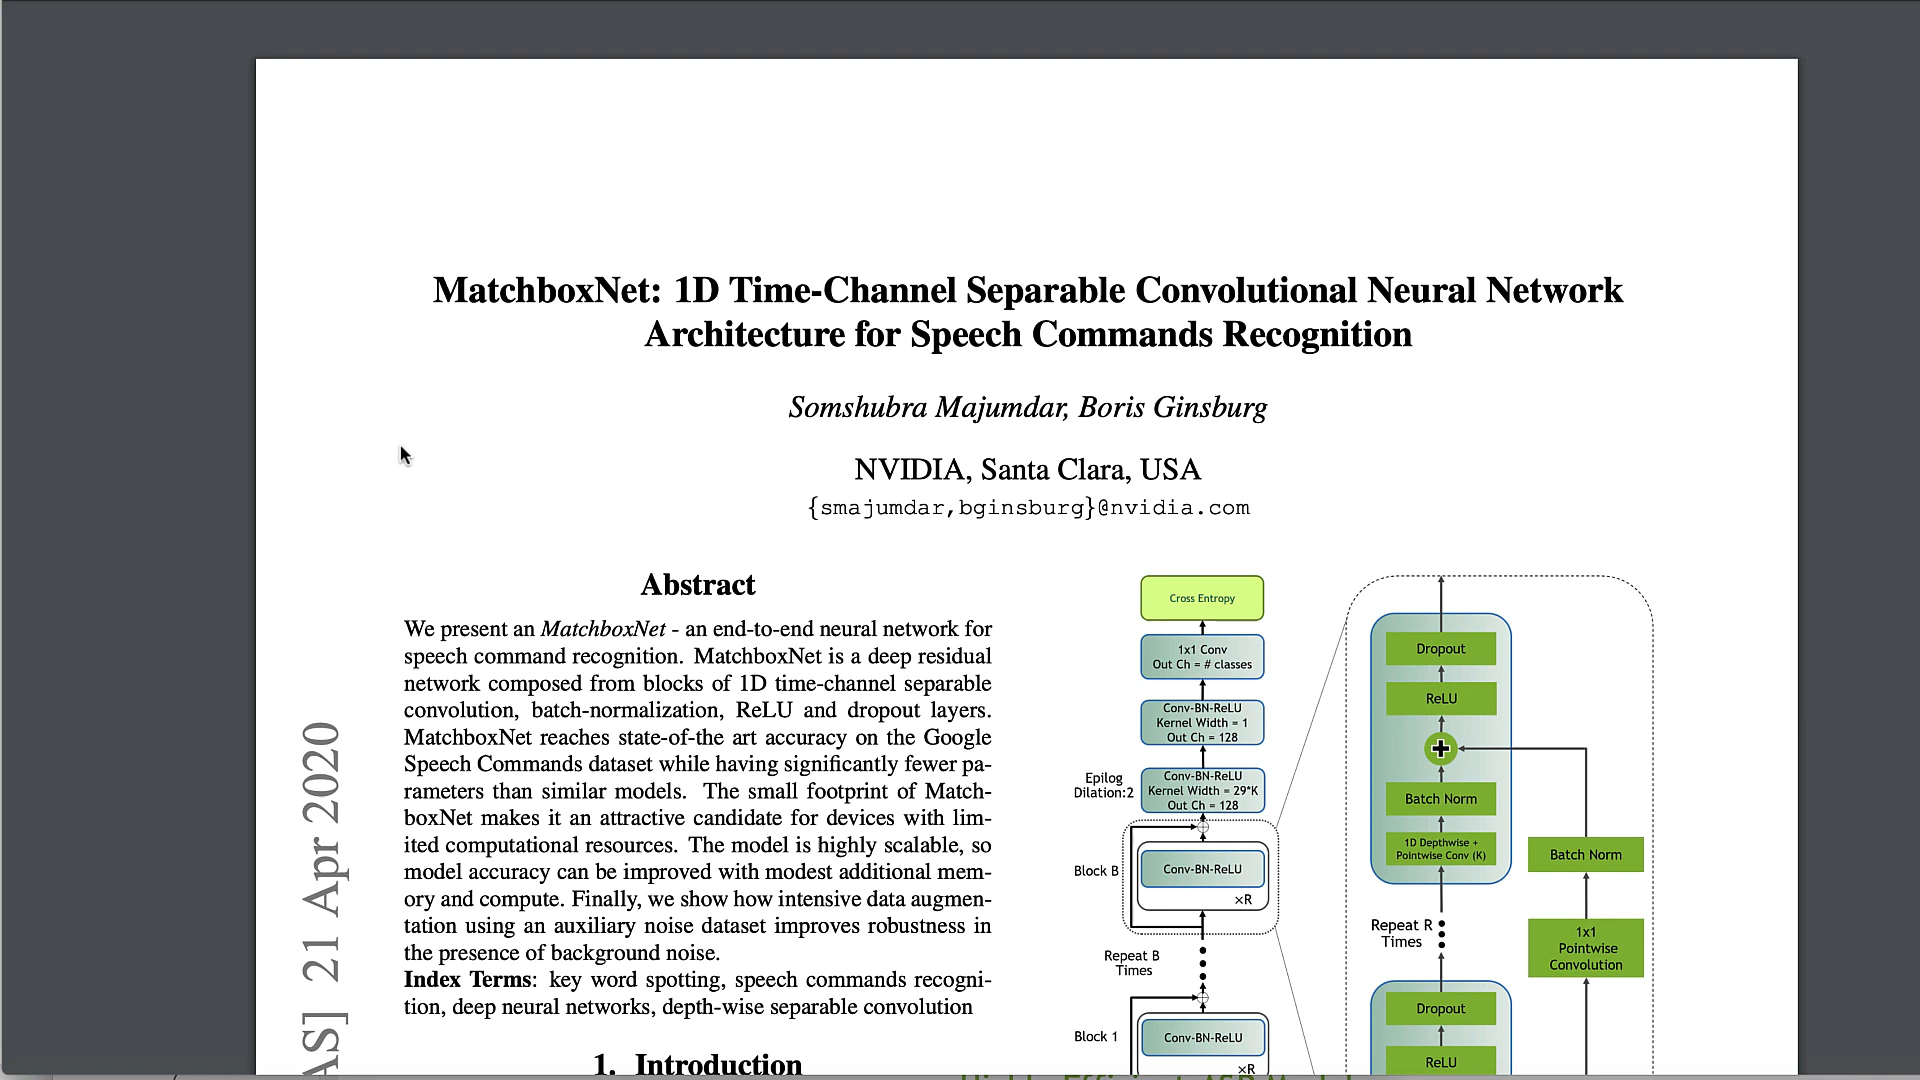 MatchboxNet: 1D Time-Channel Separable Convolutional Neural Network
Architecture for Speech Commands Recognition
Somshubra Majumdar, Boris Ginsburg
NVIDIA, Santa Clara, USA
{smajumdar,bginsburg}@nvidia.com
Abstract
We present an MatchboxNet - an end-to-end neural network for
speech command recognition. MatchboxNet is a deep residual
network composed from blocks of 1D time-channel separable
convolution, batch-normalization, ReLU and dropout layers.
MatchboxNet reaches state-of-the art accuracy on the Google
Speech Commands dataset while having significantly fewer pa-
rameters than similar models. The small footprint of Match-
boxNet makes it an attractive candidate for devices with lim-
ited computational resources. The model is highly scalable, so
model accuracy can be improved with modest additional mem-
ory and compute. Finally, we show how intensive data augmen-
tation using an auxiliary noise dataset improves robustness in
the presence of background noise.
Index Terms: key word spotting, speech commands recogni-
tion, deep neural networks, depth-wise separable convolution
1. Introduction
AS] 21 Apr 2020
Cross Entropy
1x1 Conv
Out Ch = # classes
Conv-BN-ReLU
Kernel Width = 1
Out Ch = 128
Epilog
Dilation:2
Conv-BN-ReLU
Kernel Width = 29*K
Out Ch = 128
Block B
Conv-BN-ReLU
×R
Repeat B
Times
Block 1
Conv-BN-ReLU
×R
Dropout
ReLU
+
Batch Norm
1D Depthwise +
Pointwise Conv (K)
Batch Norm
Repeat R
Times
1x1
Pointwise
Convolution
Dropout
ReLU